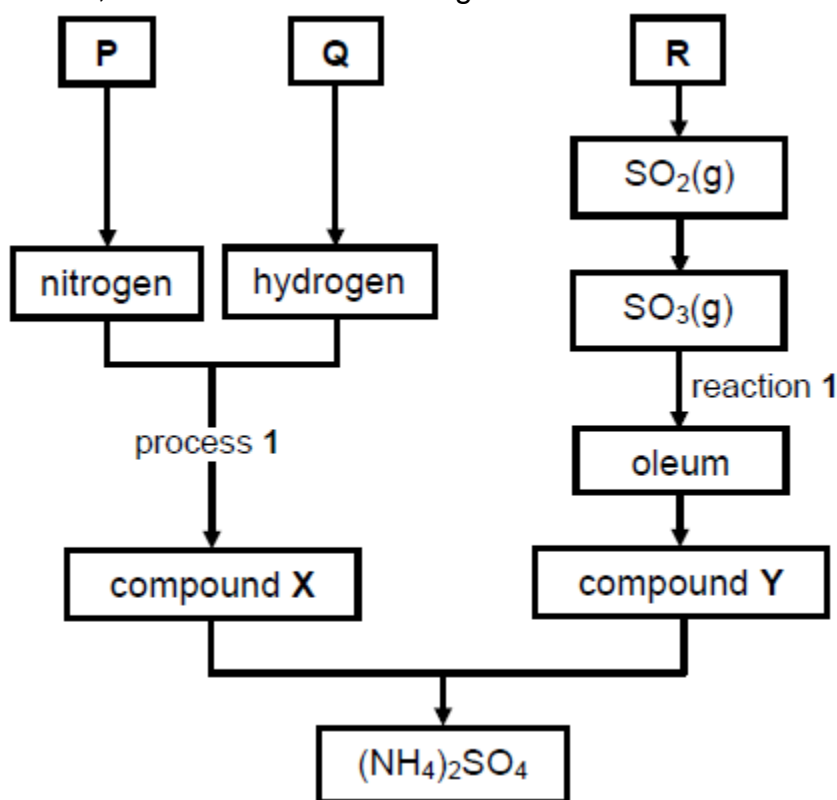 P
Q
R
SO₂(g)
nitrogen
hydrogen
SO₃(g)
reaction 1
process 1
oleum
compound X
compound Y
(NH₄)₂SO₄